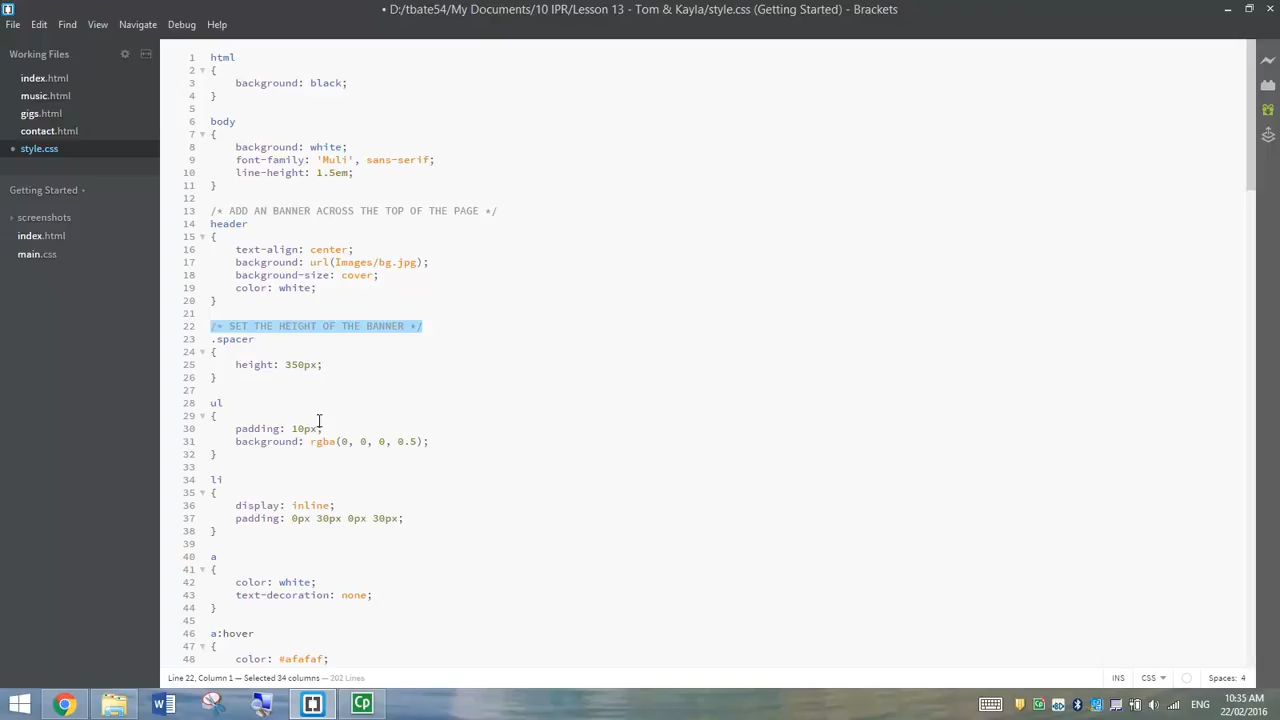 • D:/tbate54/My Documents/10 IPR/Lesson 13 - Tom & Kayla/style.css (Getting Started) - Brackets
File Edit Find View Navigate Debug Help
Working Files
index.html
music.html
gigs.html
contact.html
style.css
Getting Started
screenshots
index.html
main.css
1 html
2 {
3 background: black;
4 }
5
6 body
7 {
8 background: white;
9 font-family: 'Muli', sans-serif;
10 line-height: 1.5em;
11 }
12
13 /* ADD AN BANNER ACROSS THE TOP OF THE PAGE */
14 header
15 {
16 text-align: center;
17 background: url(Images/bg.jpg);
18 background-size: cover;
19 color: white;
20 }
21
22 /* SET THE HEIGHT OF THE BANNER */
23 .spacer
24 {
25 height: 350px;
26 }
27
28 ul
29 {
30 padding: 10px;
31 background: rgba(0, 0, 0, 0.5);
32 }
33
34 li
35 {
36 display: inline;
37 padding: 0px 30px 0px 30px;
38 }
39
40 a
41 {
42 color: white;
43 text-decoration: none;
44 }
45
46 a:hover
47 {
48 color: #afafaf;
Line 22, Column 1 — Selected 34 columns — 202 Lines
INS CSS Spaces: 4
Cp
ENG
10:35 AM
22/02/2016